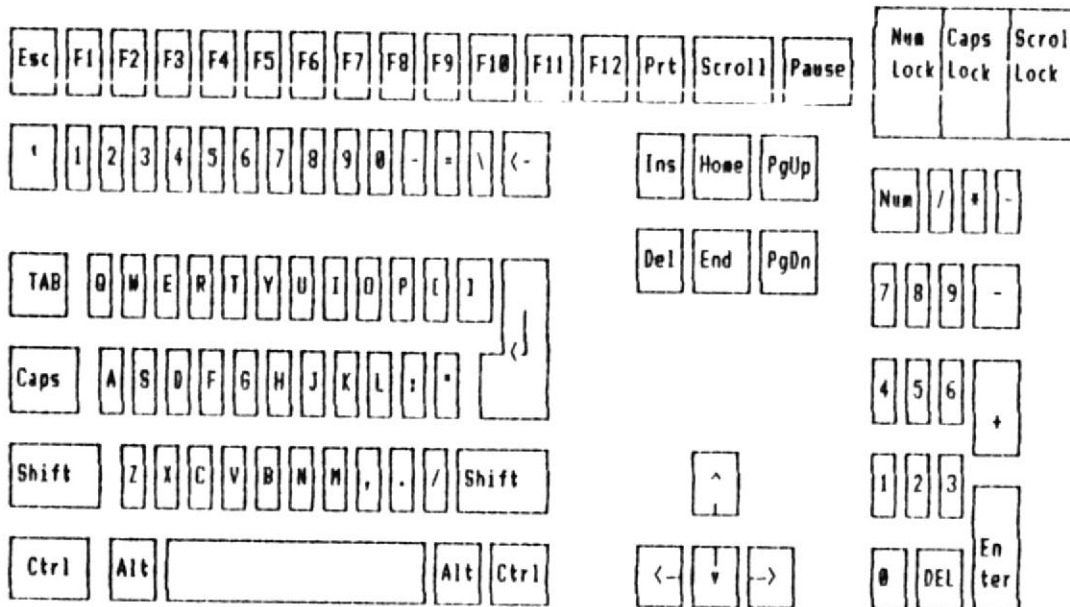 Esc F1 F2 F3 F4 F5 F6 F7 F8 F9 F10 F11 F12 Prt Scroll Pause
Num Lock Caps Lock Scrol Lock
' 1 2 3 4 5 6 7 8 9 0 - = \ <-
Ins Home PgUp
Num / * -
TAB Q W E R T Y U I O P [ ]
Del End PgDn
7 8 9 -
<
Caps A S D F G H J K L ; "
4 5 6
+
Shift Z X C V B N M , . / Shift
^
1 2 3
Ctrl Alt Alt Ctrl
<- v -->
0 DEL
En
ter